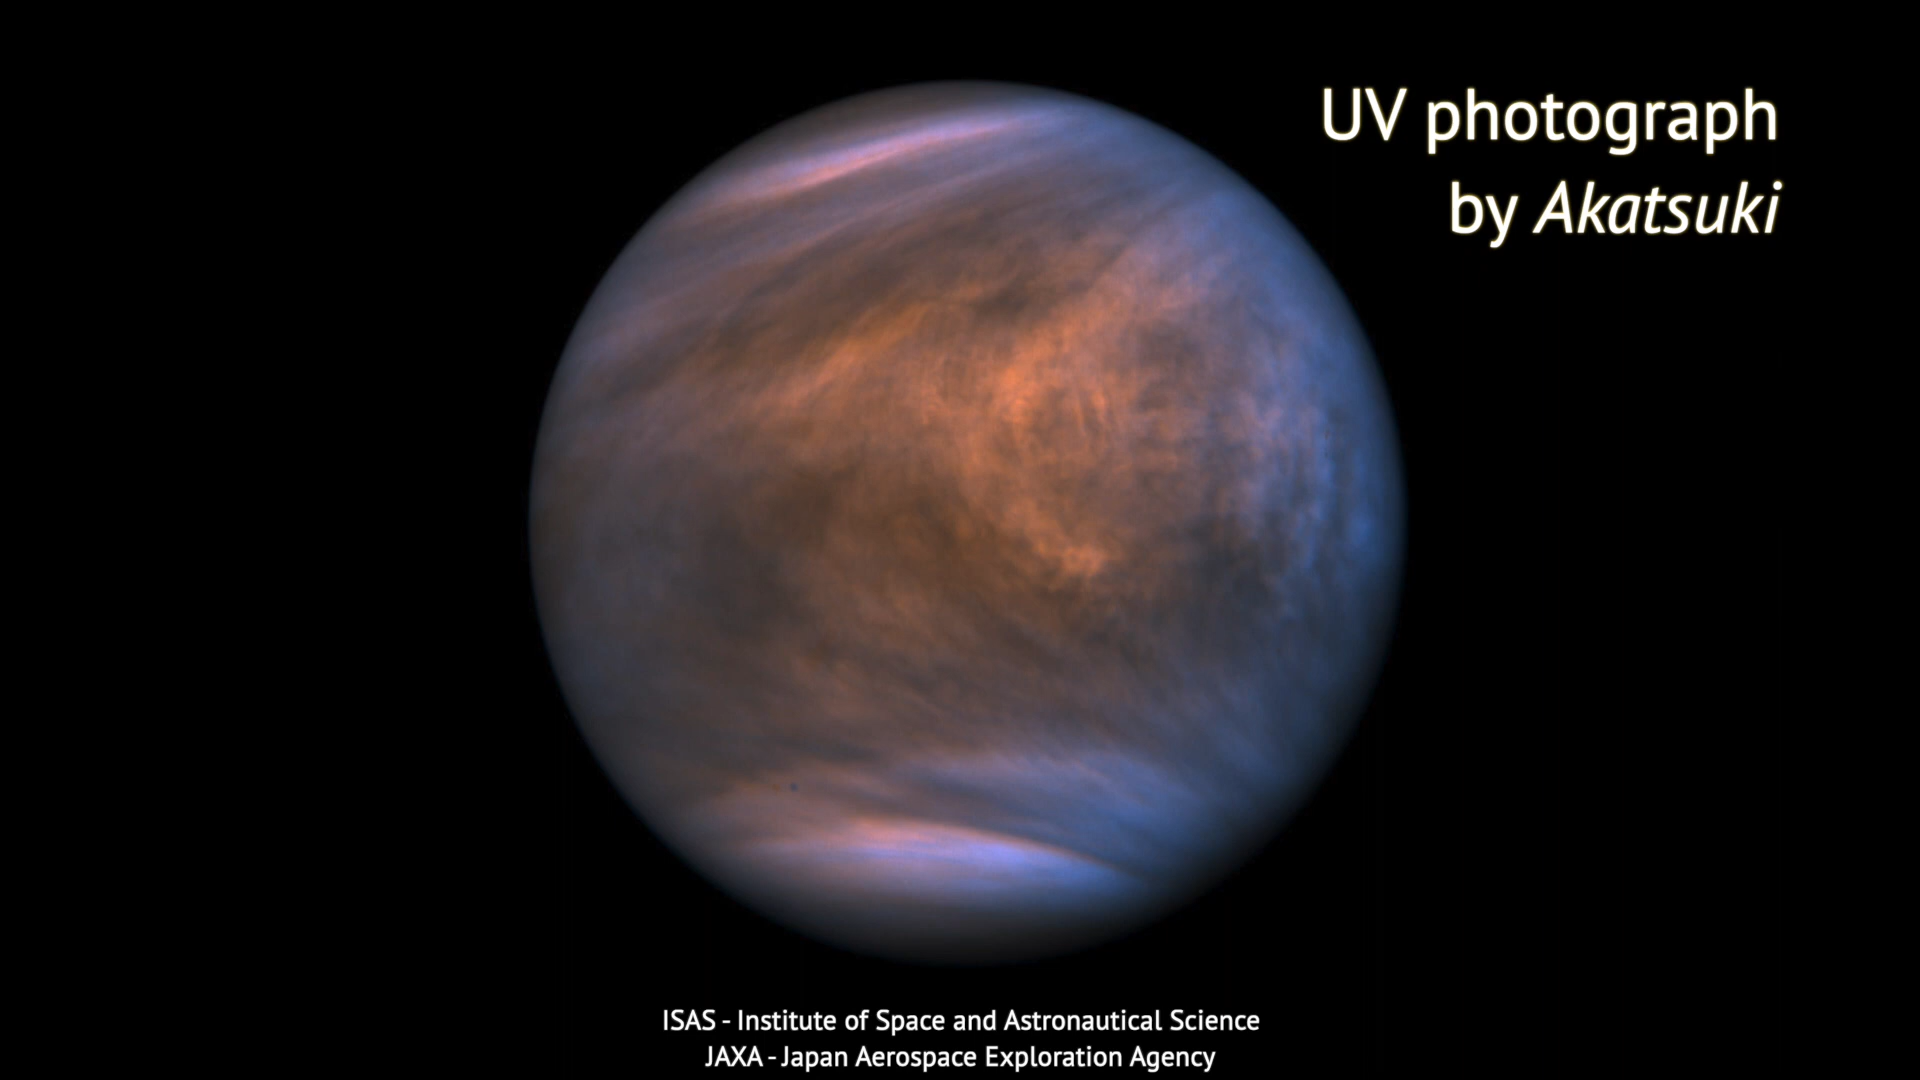 UV photograph
by Akatsuki
ISAS - Institute of Space and Astronautical Science
JAXA - Japan Aerospace Exploration Agency